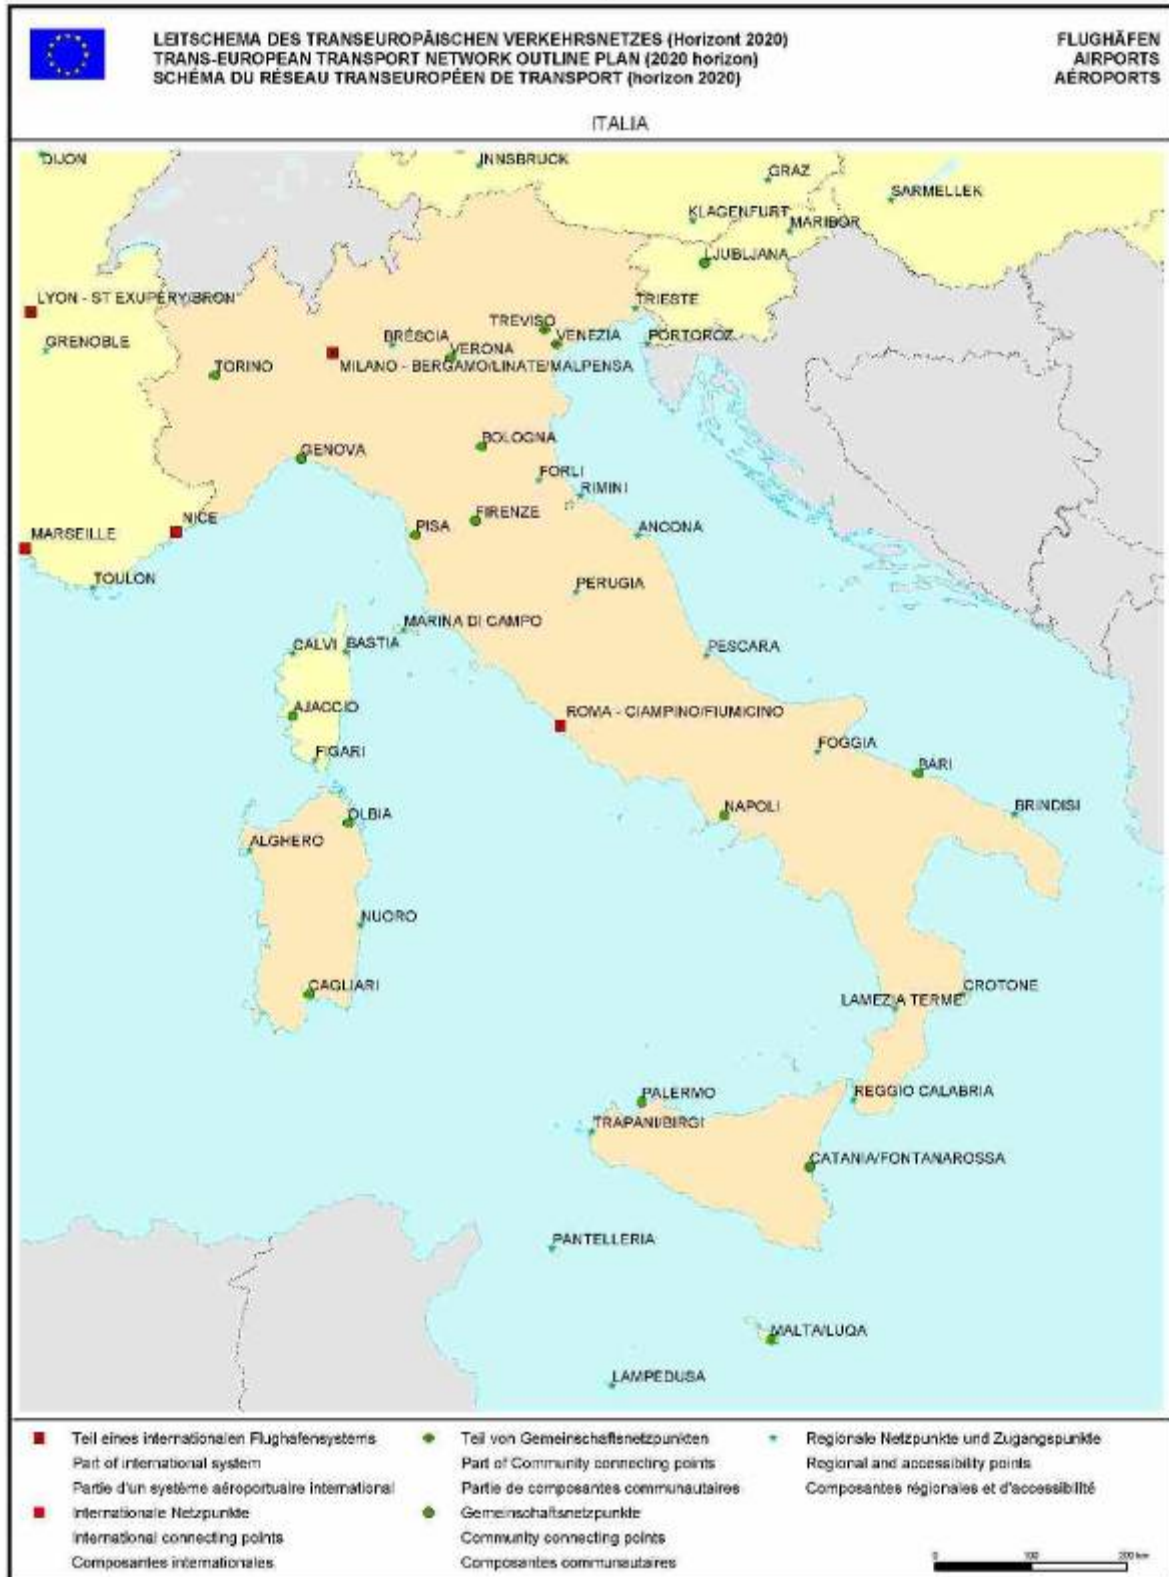 LEITSCHEMA DES TRANSEUROPÄISCHEN VERKEHRSNETZES (Horizont 2020)
TRANS-EUROPEAN TRANSPORT NETWORK OUTLINE PLAN (2020 horizon)
SCHÉMA DU RÉSEAU TRANSEUROPÉEN DE TRANSPORT (horizon 2020)
FLUGHÄFEN
AIRPORTS
AÉROPORTS
ITALIA
DIJON
INNSBRUCK
GRAZ
SARMELLEK
KLAGENFURT
MARIBOR
LJUBLJANA
LYON - ST EXUPÉRY/BRON
TRIESTE
TREVISO
VENEZIA
PORTOROZ
GRENOBLE
BRÉSCIA
VERONA
TORINO
MILANO - BERGAMO/LINATE/MALPENSA
BOLOGNA
GENOVA
FORLI
RIMINI
NICE
FIRENZE
PISA
ANCONA
MARSEILLE
TOULON
PERUGIA
MARINA DI CAMPO
CALVI
BASTIA
PESCARA
AJACCIO
ROMA - CIAMPINO/FIUMICINO
FIGARI
FOGGIA
BARI
OLBIA
NAPOLI
BRINDISI
ALGHERO
NUORO
CAGLIARI
CROTONE
LAMEZIA TERME
PALERMO
REGGIO CALABRIA
TRAPANI/BIRGI
CATANIA/FONTANAROSSA
PANTELLERIA
MALTA/LUQA
LAMPEDUSA
Teil eines internationalen Flughafensystems
Part of international system
Partie d'un système aéroportuaire international
Internationale Netzpunkte
International connecting points
Composantes internationales
Teil von Gemeinschaftsnetzpunkten
Part of Community connecting points
Partie de composantes communautaires
Gemeinschaftsnetzpunkte
Community connecting points
Composantes communautaires
Regionale Netzpunkte und Zugangspunkte
Regional and accessibility points
Composantes régionales et d'accessibilité
0 100 200 km